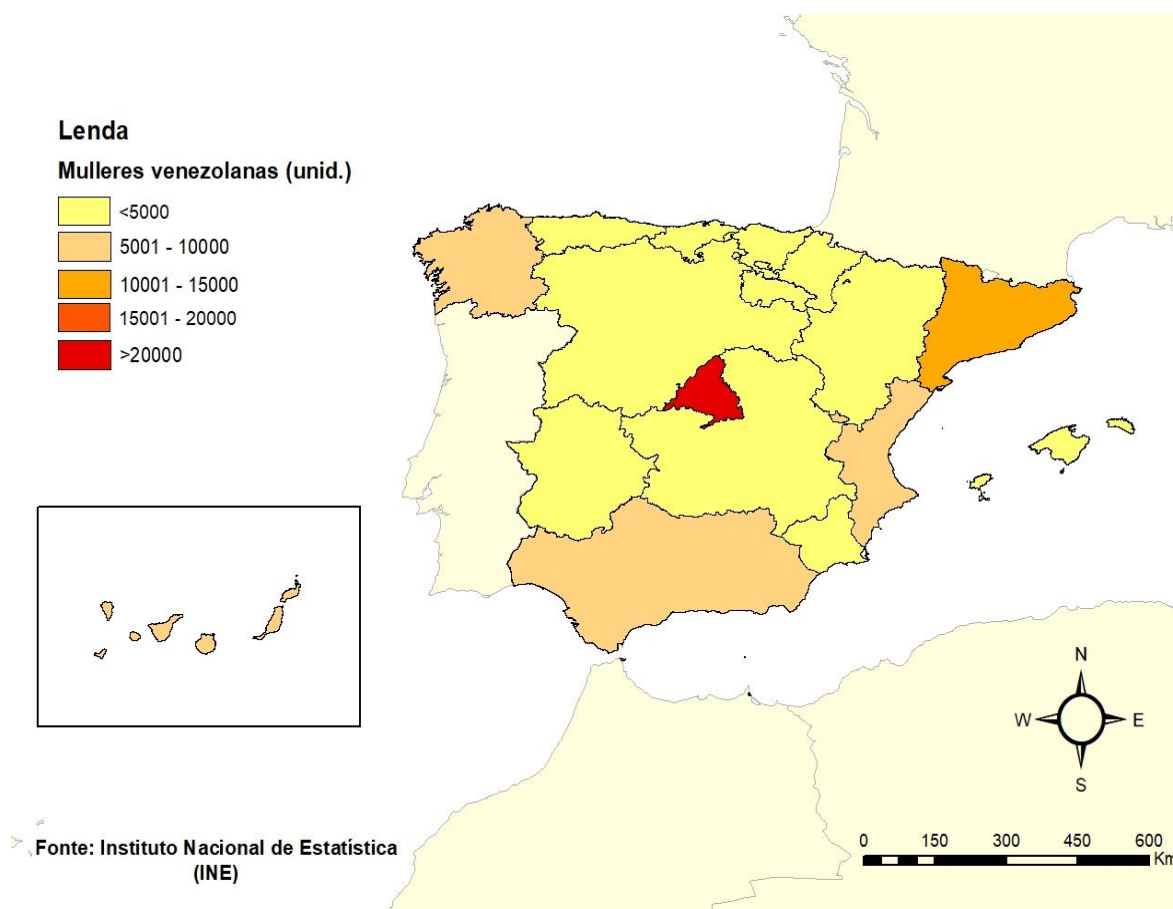 Lenda
Mulleres venezolanas (unid.)
<5000
5001 - 10000
10001 - 15000
15001 - 20000
>20000
N
W E
S
Fonte: Instituto Nacional de Estatística
(INE)
0 150 300 450 600
Km